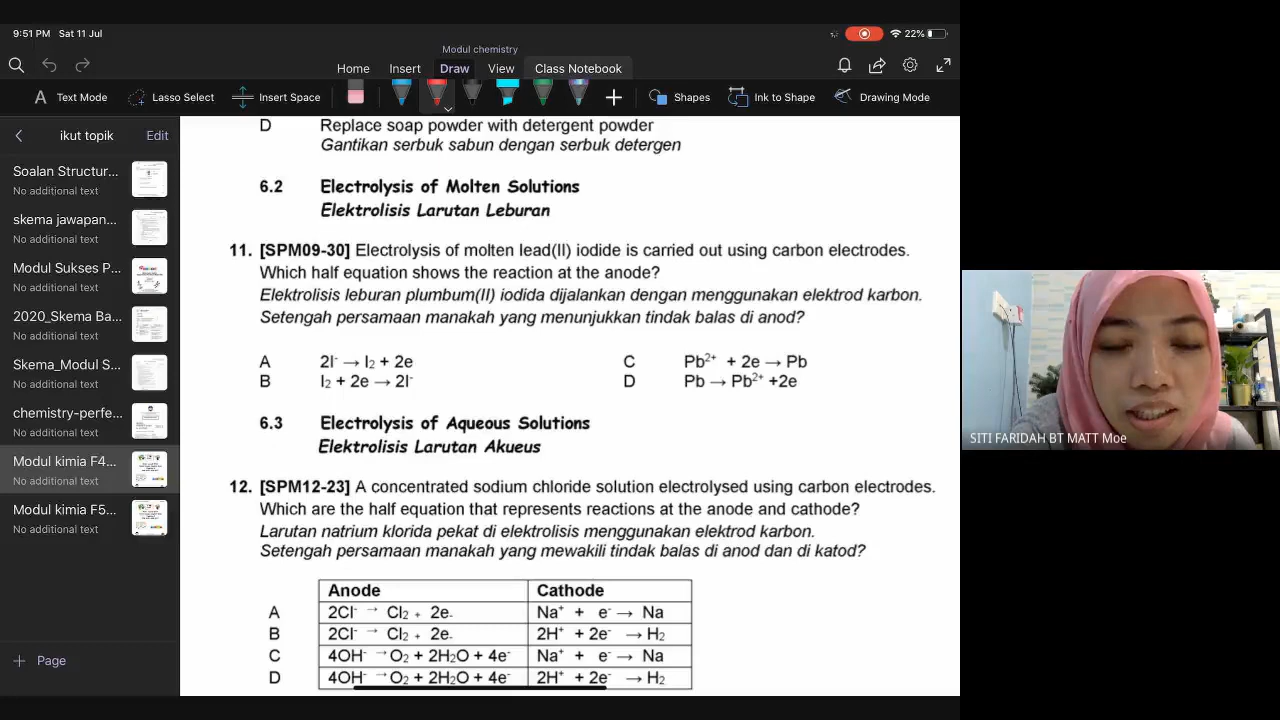 9:51 PM Sat 11 Jul
22%
Modul chemistry
Home Insert Draw View Class Notebook
Text Mode Lasso Select Insert Space Shapes Ink to Shape Drawing Mode
ikut topik Edit
Soalan Structur...
No additional text
skema jawapan...
No additional text
Modul Sukses P...
No additional text
2020_Skema Ba...
No additional text
Skema_Modul S...
No additional text
chemistry-perfe...
No additional text
Modul kimia F4...
No additional text
Modul kimia F5...
No additional text
+ Page
D Replace soap powder with detergent powder
Gantikan serbuk sabun dengan serbuk detergen
6.2 Electrolysis of Molten Solutions
Elektrolisis Larutan Leburan
11. [SPM09-30] Electrolysis of molten lead(II) iodide is carried out using carbon electrodes.
Which half equation shows the reaction at the anode?
Elektrolisis leburan plumbum(II) iodida dijalankan dengan menggunakan elektrod karbon.
Setengah persamaan manakah yang menunjukkan tindak balas di anod?
A 2I⁻ → I₂ + 2e C Pb²⁺ + 2e → Pb
B I₂ + 2e → 2I⁻ D Pb → Pb²⁺ +2e
6.3 Electrolysis of Aqueous Solutions
Elektrolisis Larutan Akueus
12. [SPM12-23] A concentrated sodium chloride solution electrolysed using carbon electrodes.
Which are the half equation that represents reactions at the anode and cathode?
Larutan natrium klorida pekat di elektrolisis menggunakan elektrod karbon.
Setengah persamaan manakah yang mewakili tindak balas di anod dan di katod?
Anode Cathode
A 2Cl⁻ → Cl₂ + 2e- Na⁺ + e⁻ → Na
B 2Cl⁻ → Cl₂ + 2e- 2H⁺ + 2e⁻ → H₂
C 4OH⁻ → O₂ + 2H₂O + 4e⁻ Na⁺ + e⁻ → Na
D 4OH⁻ → O₂ + 2H₂O + 4e⁻ 2H⁺ + 2e⁻ → H₂
SITI FARIDAH BT MATT Moe